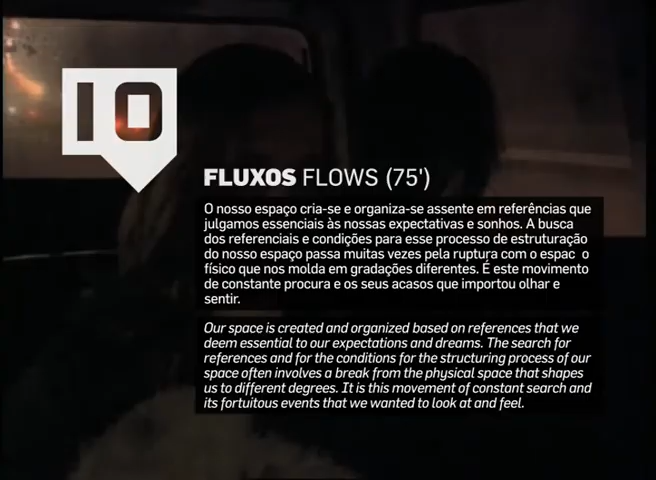 10
FLUXOS FLOWS (75')
O nosso espaço cria-se e organiza-se assente em referências que
julgamos essenciais às nossas expectativas e sonhos. A busca
dos referenciais e condições para esse processo de estruturação
do nosso espaço passa muitas vezes pela ruptura com o espac  o
físico que nos molda em gradações diferentes. É este movimento
de constante procura e os seus acasos que importou olhar e
sentir.
Our space is created and organized based on references that we
deem essential to our expectations and dreams. The search for
references and for the conditions for the structuring process of our
space often involves a break from the physical space that shapes
us to different degrees. It is this movement of constant search and
its fortuitous events that we wanted to look at and feel.